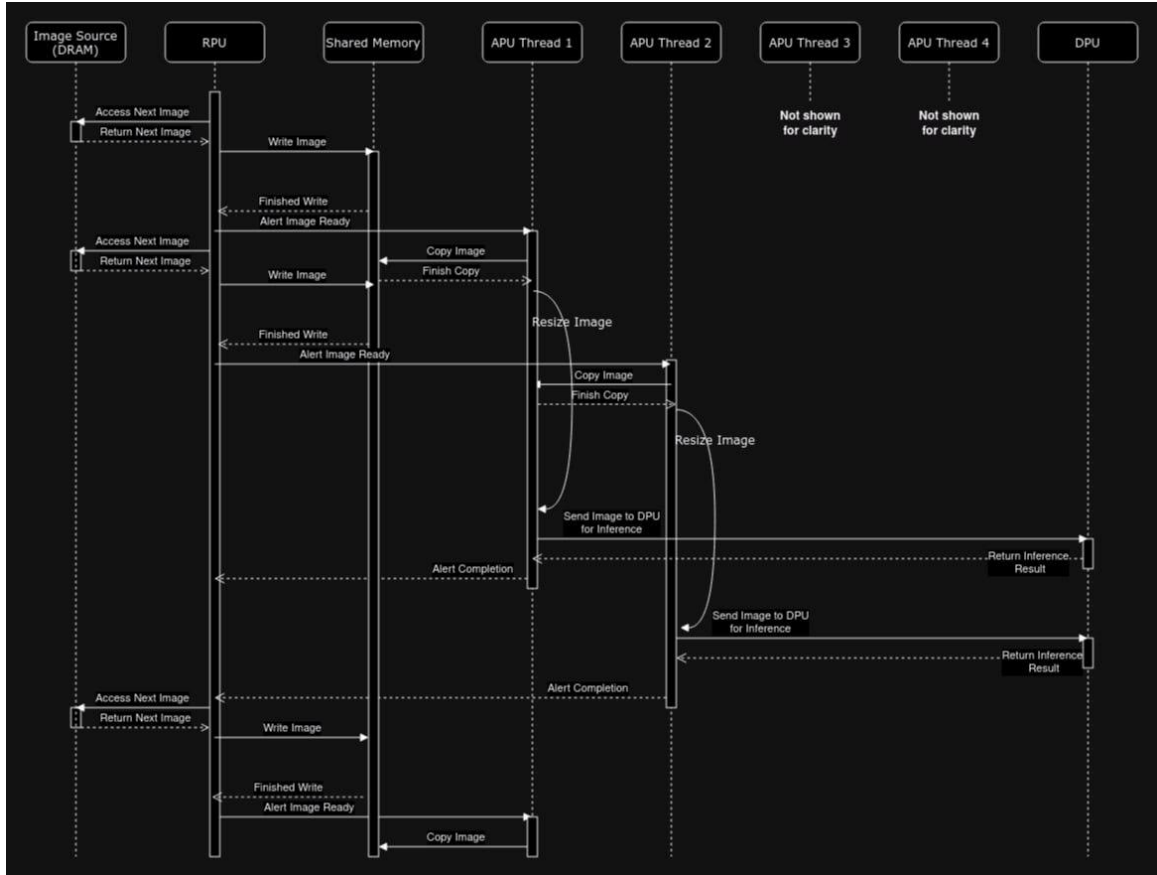 Image Source
(DRAM)
RPU
Shared Memory
APU Thread 1
APU Thread 2
APU Thread 3
APU Thread 4
DPU
Not shown
for clarity
Not shown
for clarity
Access Next Image
Return Next Image
Write Image
Finished Write
Alert Image Ready
Access Next Image
Copy Image
Return Next Image
Finish Copy
Write Image
Resize Image
Finished Write
Alert Image Ready
Copy Image
Finish Copy
Resize Image
Send Image to DPU
for Inference
Return Inference
Result
Alert Completion
Send Image to DPU
for Inference
Return Inference
Result
Alert Completion
Access Next Image
Return Next Image
Write Image
Finished Write
Alert Image Ready
Copy Image